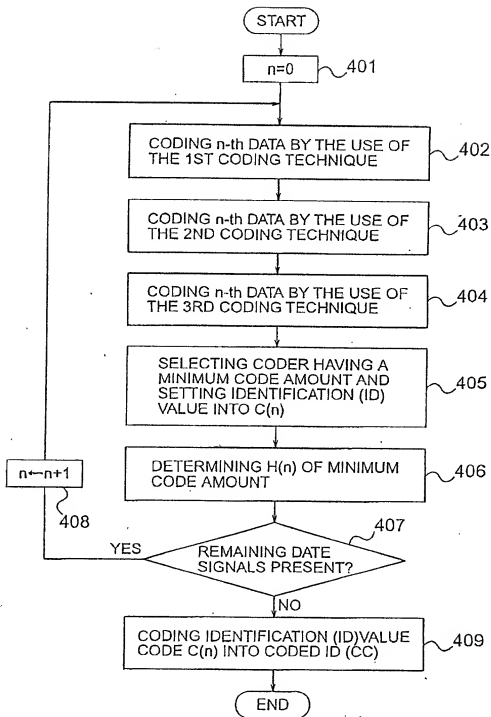 START
n=0
401
CODING n-th DATA BY THE USE OF
THE 1ST CODING TECHNIQUE
402
CODING n-th DATA BY THE USE OF
THE 2ND CODING TECHNIQUE
403
CODING n-th DATA BY THE USE OF
THE 3RD CODING TECHNIQUE
404
SELECTING CODER HAVING A
MINIMUM CODE AMOUNT AND
SETTING IDENTIFICATION (ID)
VALUE INTO C(n)
405
DETERMINING H(n) OF MINIMUM
CODE AMOUNT
406
n←n+1
408
407
YES
REMAINING DATE
SIGNALS PRESENT?
NO
CODING IDENTIFICATION (ID)VALUE
CODE C(n) INTO CODED ID (CC)
409
END